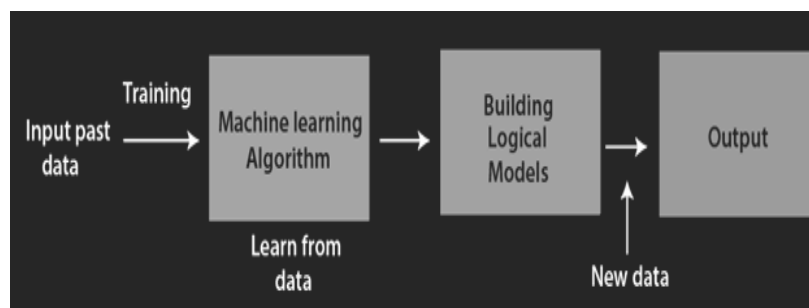 Input past
data
Training
Machine learning
Algorithm
Learn from
data
Building
Logical
Models
New data
Output